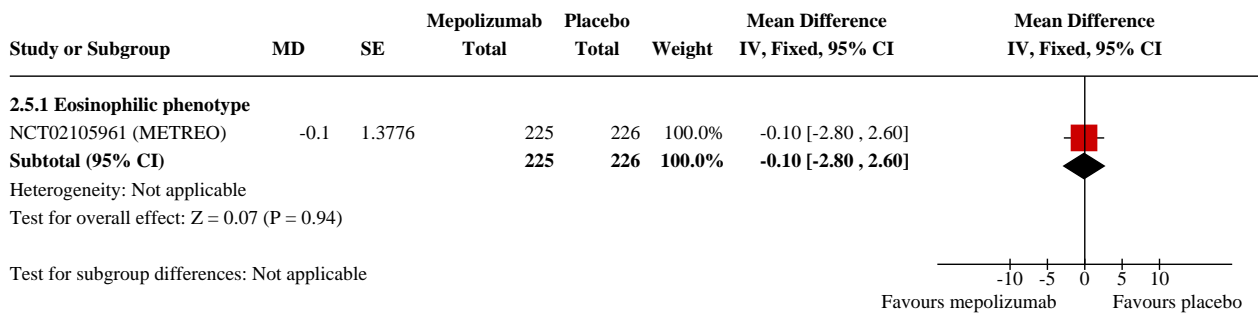 Mepolizumab Placebo Mean Difference Mean Difference
Study or Subgroup MD SE Total Total Weight IV, Fixed, 95% CI IV, Fixed, 95% CI
2.5.1 Eosinophilic phenotype
NCT02105961 (METREO) -0.1 1.3776 225 226 100.0% -0.10 [-2.80 , 2.60]
Subtotal (95% CI) 225 226 100.0% -0.10 [-2.80 , 2.60]
Heterogeneity: Not applicable
Test for overall effect: Z = 0.07 (P = 0.94)
Test for subgroup differences: Not applicable
-10 -5 0 5 10
Favours mepolizumab Favours placebo